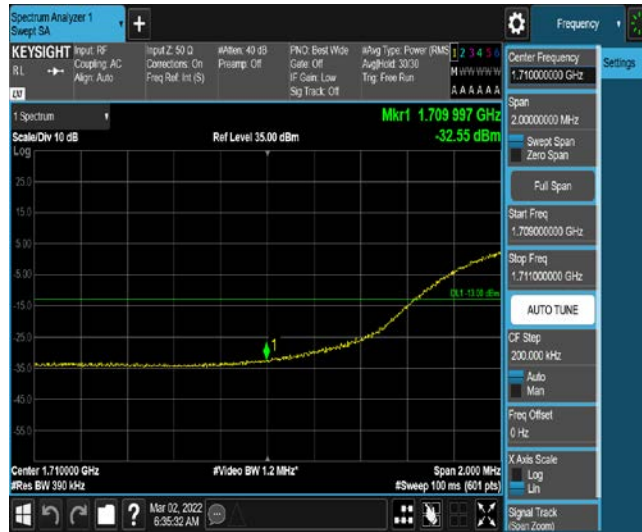 Spectrum Analyzer 1
Swept SA
Frequency
KEYSIGHT
Input: RF
Coupling: AC
Align: Auto
Input Z: 50 Ω
Corrections: On
Freq Ref: Int (S)
#Atten: 40 dB
Preamp: Off
PNO: Best Wide
Gate: Off
IF Gain: Low
Sig Track: Off
#Avg Type: Power (RMS
Avg|Hold: 30/30
Trig: Free Run
1 2 3 4 5 6
M W W W W W
A A A A A A
RL
LXI
1 Spectrum
Scale/Div 10 dB
Ref Level 35.00 dBm
Mkr1 1.709 997 GHz
-32.55 dBm
Log
25.0
15.0
5.00
-5.00
DL1 -13.00 dBm
-15.0
-25.0
1
-35.0
-45.0
-55.0
Center 1.710000 GHz
#Res BW 390 kHz
#Video BW 1.2 MHz*
Span 2.000 MHz
#Sweep 100 ms (601 pts)
Mar 02, 2022
6:35:32 AM
Center Frequency
1.710000000 GHz
Settings
Span
2.00000000 MHz
Swept Span
Zero Span
Full Span
Start Freq
1.709000000 GHz
Stop Freq
1.711000000 GHz
AUTO TUNE
CF Step
200.000 kHz
Auto
Man
Freq Offset
0 Hz
X Axis Scale
Log
Lin
Signal Track
(Span Zoom)